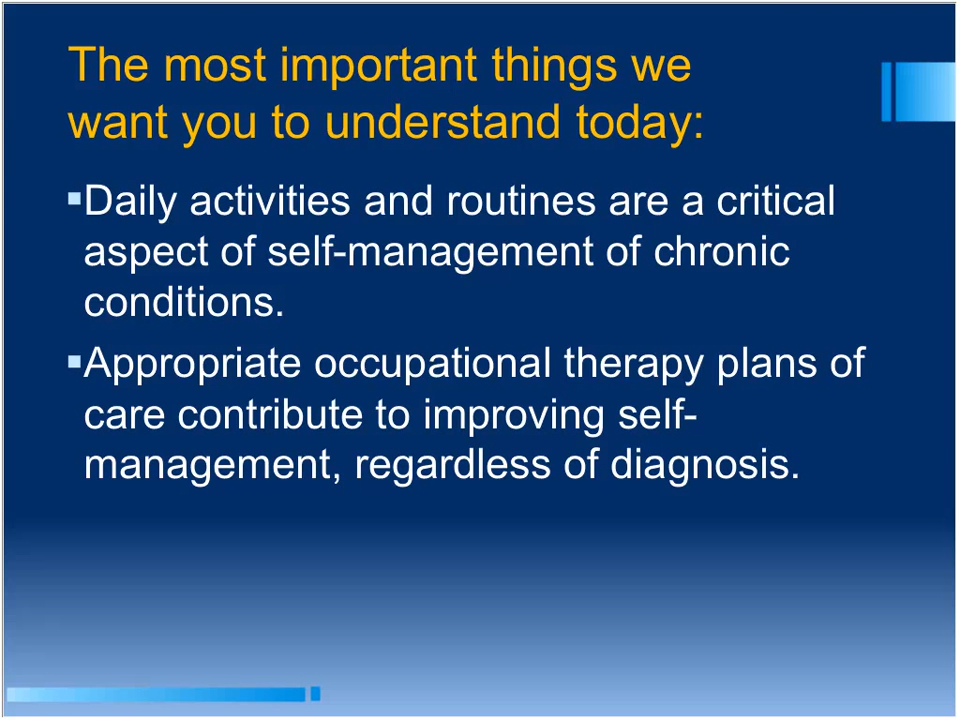 The most important things we
want you to understand today:
▪Daily activities and routines are a critical
aspect of self-management of chronic
conditions.
▪Appropriate occupational therapy plans of
care contribute to improving self-
management, regardless of diagnosis.